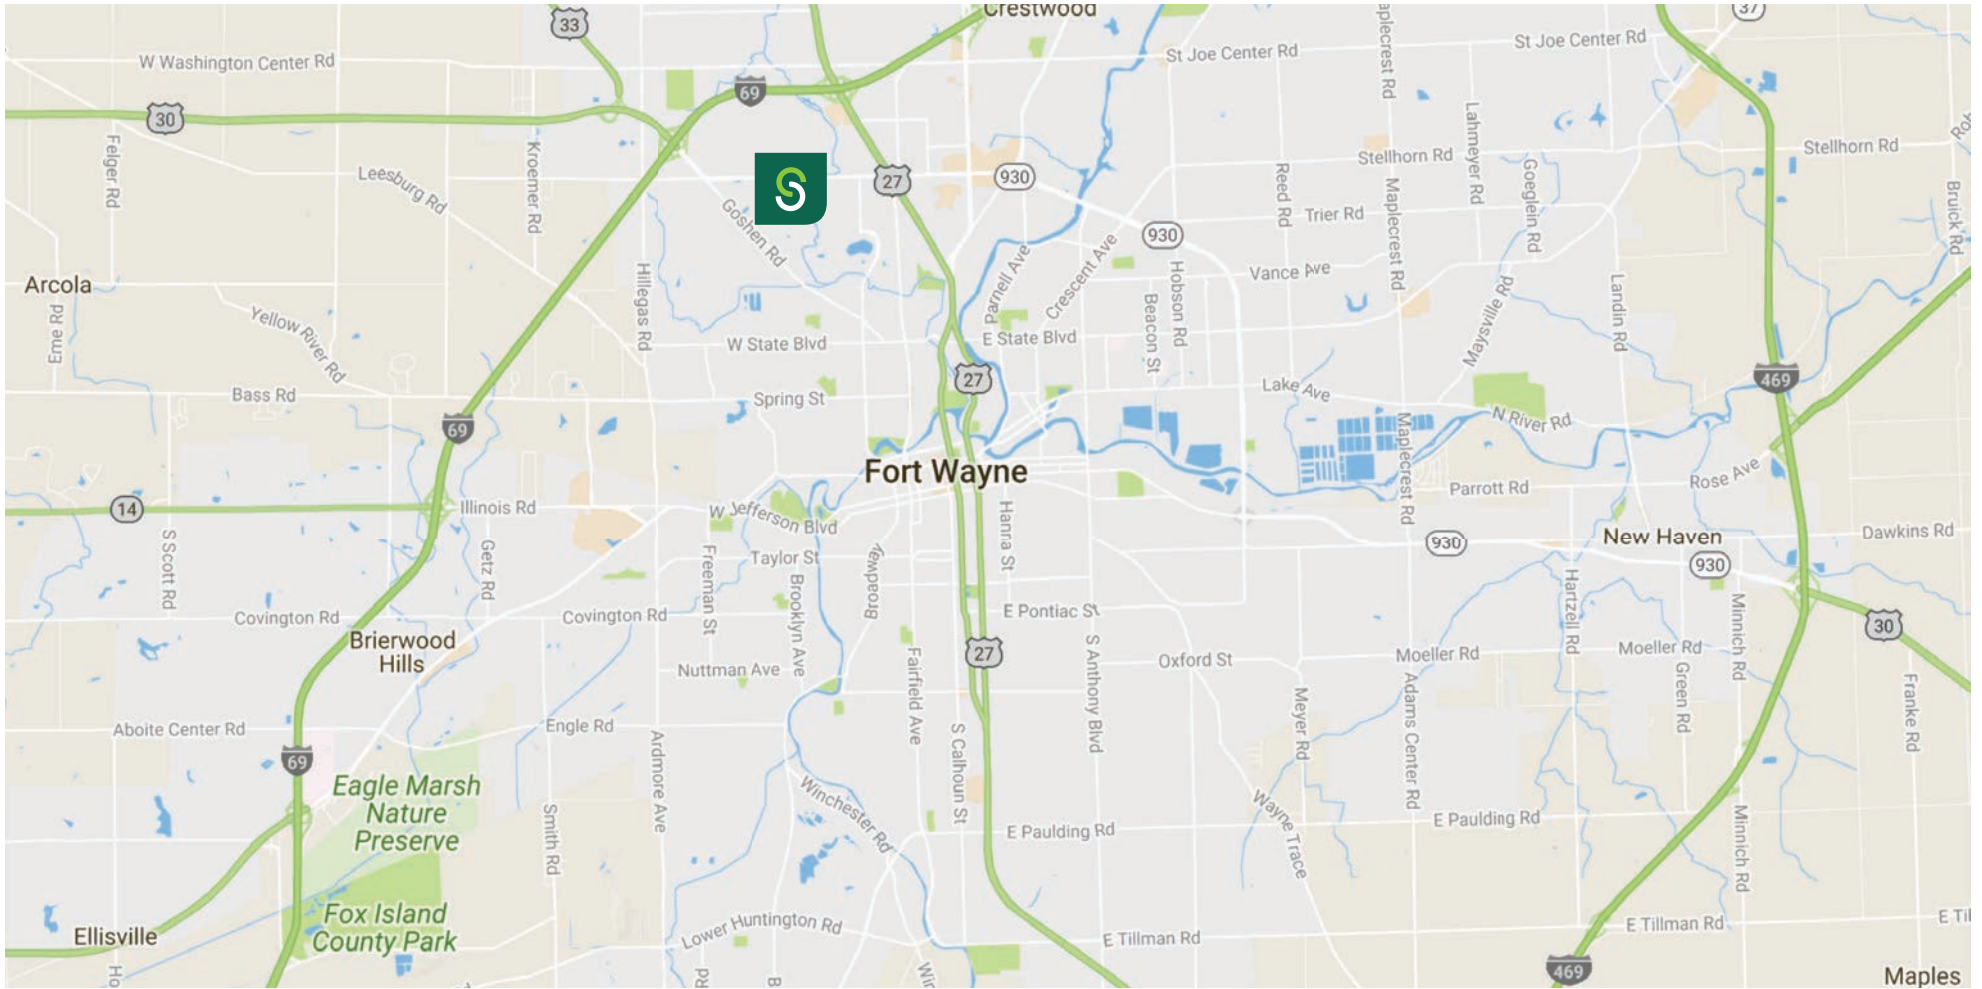 Crestwood
33
37
W Washington Center Rd
St Joe Center Rd
St Joe Center Rd
aplecrest Rd
69
30
Felger Rd
Kroemer Rd
Leesburg Rd
S
27
930
Stellhorn Rd
Stellhorn Rd
Lahmeyer Rd
Goeglein Rd
Reed Rd
Maplecrest Rd
Trier Rd
Bruick Rd
Goshen Rd
930
Arcola
Eme Rd
Hillegas Rd
Parnell Ave
Crescent Ave
Hobson Rd
Beacon St
Vance Ave
Maysville Rd
Landin Rd
Yellow River Rd
W State Blvd
E State Blvd
Bass Rd
Spring St
27
Lake Ave
469
69
N River Rd
Maplecrest Rd
Fort Wayne
Rose Ave
Parrott Rd
14
Illinois Rd
W Jefferson Blvd
Hanna St
930
New Haven
930
Dawkins Rd
S Scott Rd
Getz Rd
Freeman St
Taylor St
Brooklyn Ave
Broadway
Hartzell Rd
Minnich Rd
Covington Rd
Covington Rd
E Pontiac St
30
Brierwood
Hills
27
Nuttman Ave
Fairfield Ave
S Anthony Blvd
Oxford St
Moeller Rd
Moeller Rd
Green Rd
Franke Rd
Meyer Rd
Adams Center Rd
Aboite Center Rd
Engle Rd
Ardmore Ave
S Calhoun St
69
Eagle Marsh
Nature
Preserve
Smith Rd
Winchester Rd
E Paulding Rd
Wayne Trace
E Paulding Rd
Minnich Rd
Fox Island
County Park
Ellisville
Lower Huntington Rd
E Tillman Rd
E Tillman Rd
E Til
Ho
Rd
B
Wir
469
Maples